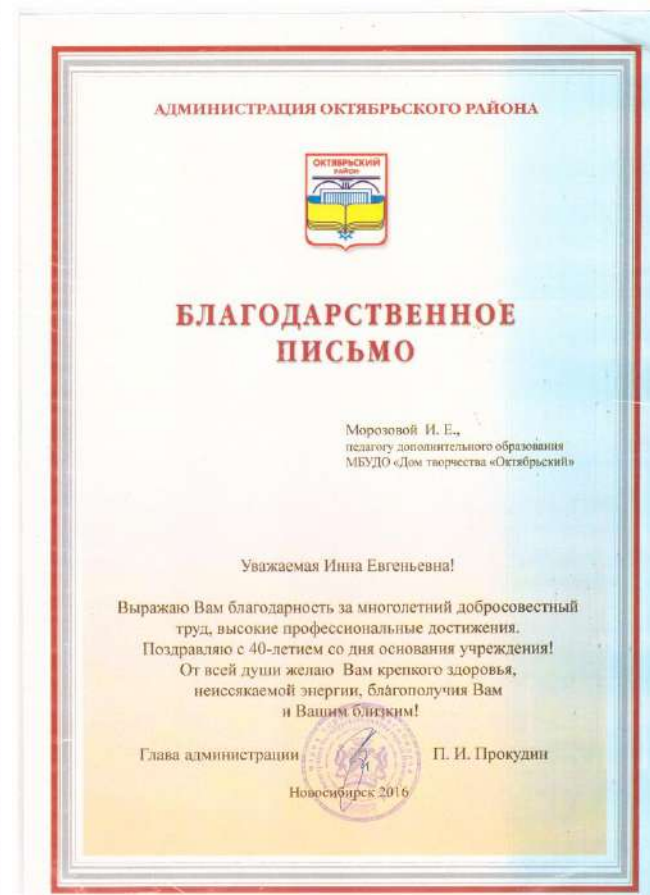 АДМИНИСТРАЦИЯ ОКТЯБРЬСКОГО РАЙОНА
ОКТЯБРЬСКИЙ
РАЙОН
БЛАГОДАРСТВЕННОЕ
ПИСЬМО
Морозовой И. Е.,
педагогу дополнительного образования
МБУДО «Дом творчества «Октябрьский»
Уважаемая Инна Евгеньевна!
Выражаю Вам благодарность за многолетний добросовестный
труд, высокие профессиональные достижения.
Поздравляю с 40-летием со дня основания учреждения!
От всей души желаю Вам крепкого здоровья,
неиссякаемой энергии, благополучия Вам
и Вашим близким!
Глава администрации П. И. Прокудин
Новосибирск 2016